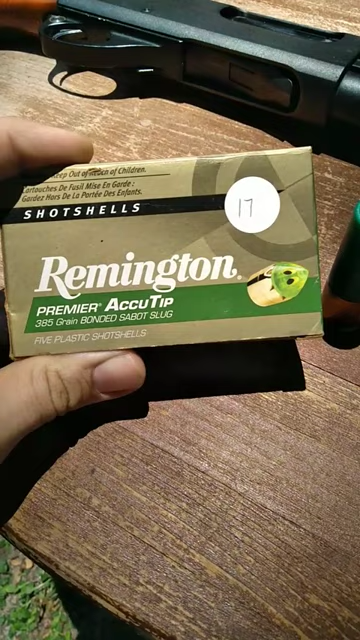 Keep Out of Reach of Children.
Cartouches De Fusil Mise En Garde :
Gardez Hors De La Portée Des Enfants.
SHOTSHELLS
17
Remington®
PREMIER® ACCUTIP
385 Grain BONDED SABOT SLUG
FIVE PLASTIC SHOTSHELLS